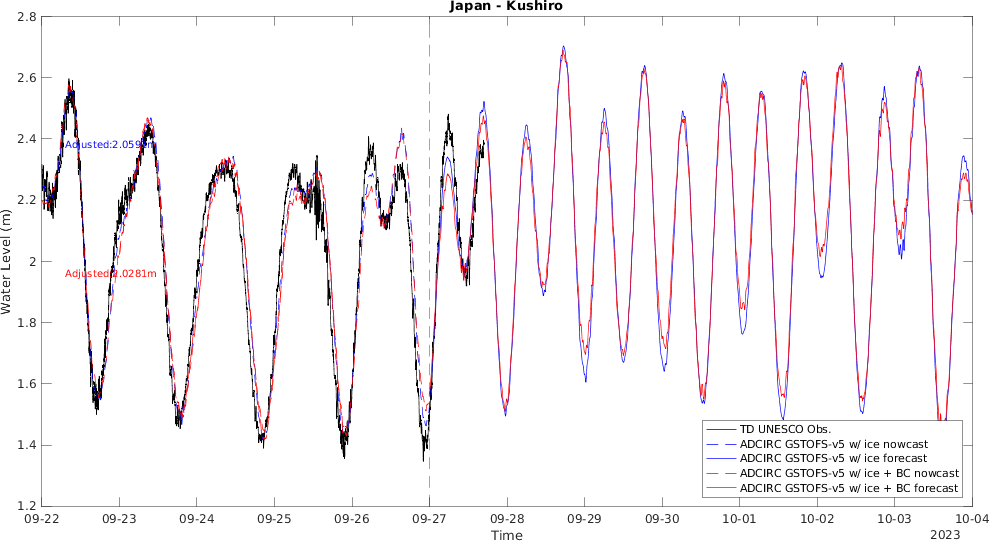 Japan - Kushiro
2.8
2.6
2.4
2.2
2
1.8
1.6
1.4
1.2
Water Level (m)
Adjusted:2.0592m
Adjusted:2.0281m
TD UNESCO Obs.
ADCIRC GSTOFS-v5 w/ ice nowcast
ADCIRC GSTOFS-v5 w/ ice forecast
ADCIRC GSTOFS-v5 w/ ice + BC nowcast
ADCIRC GSTOFS-v5 w/ ice + BC forecast
09-22 09-23 09-24 09-25 09-26 09-27 09-28 09-29 09-30 10-01 10-02 10-03 10-04
Time
2023